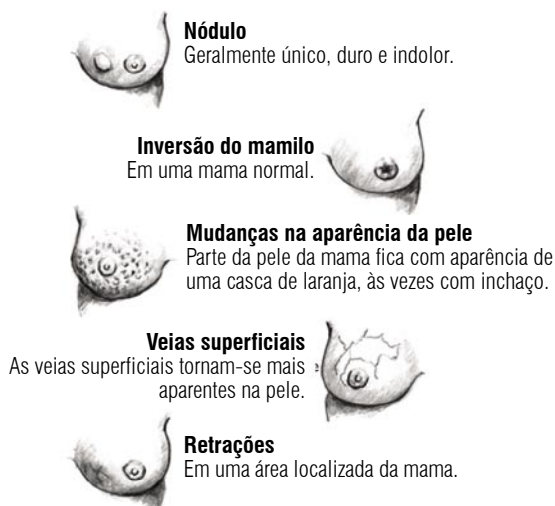 Nódulo
Geralmente único, duro e indolor.
Inversão do mamilo
Em uma mama normal.
Mudanças na aparência da pele
Parte da pele da mama fica com aparência de
uma casca de laranja, às vezes com inchaço.
Veias superficiais
As veias superficiais tornam-se mais
aparentes na pele.
Retrações
Em uma área localizada da mama.